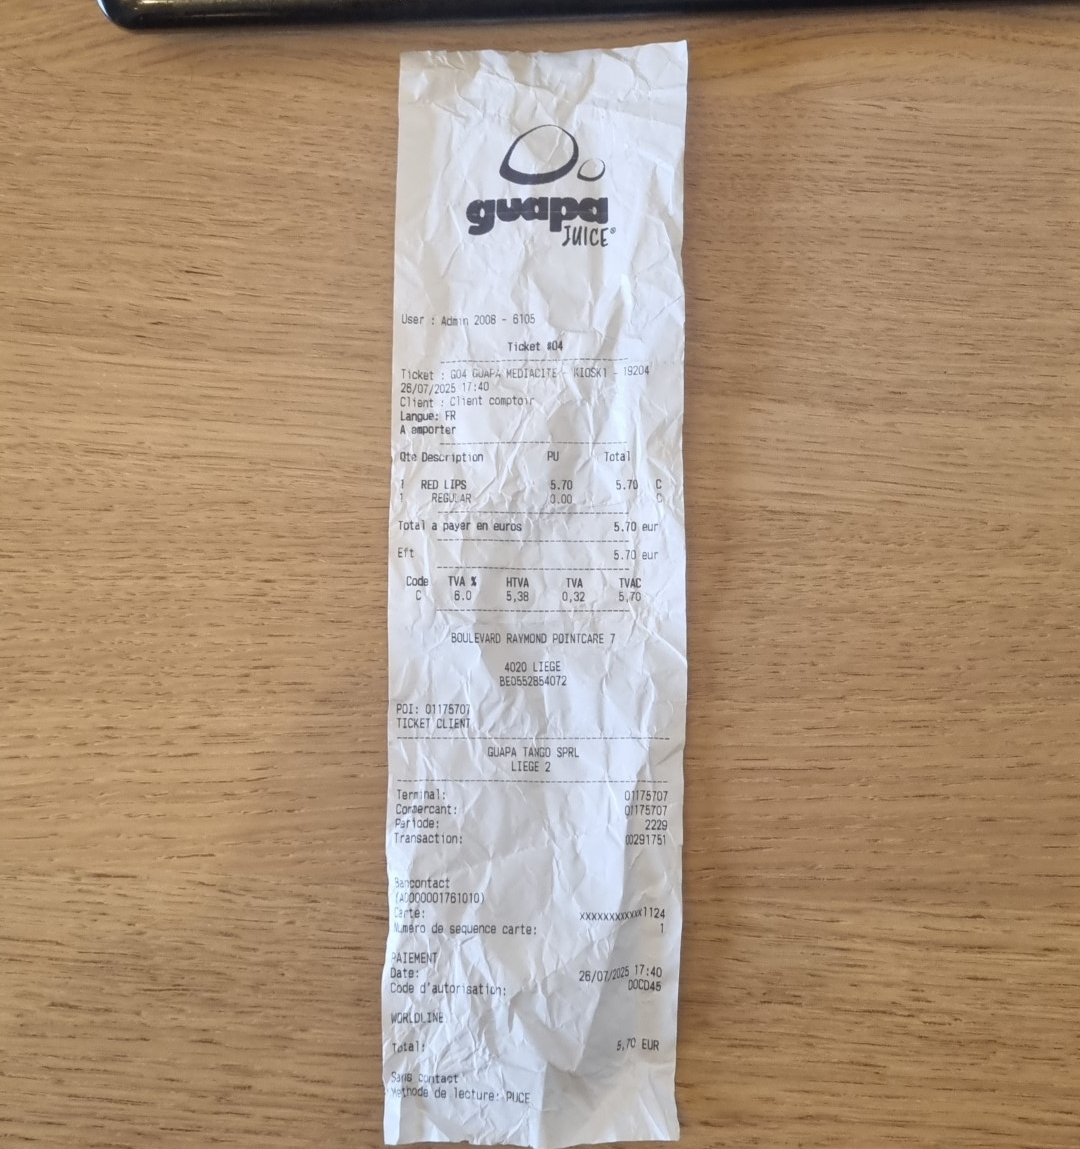 guapa
JUICE®
User : Admin 2008 - 6105
Ticket #04
Ticket : G04 GUAPA MEDIACITE - KIOSK1 - 19204
26/07/2025 17:40
Client : Client comptoir
Langue: FR
A emporter
Qte Description PU Total
1 RED LIPS 5.70 5.70 C
1 REGULAR 0.00 C
Total a payer en euros 5.70 eur
Eft 5.70 eur
Code TVA % HTVA TVA TVAC
C 6.0 5,38 0,32 5,70
BOULEVARD RAYMOND POINTCARE 7
4020 LIEGE
BE0552854072
POI: 01175707
TICKET CLIENT
GUAPA TANGO SPRL
LIEGE 2
Terminal: 01175707
Commercant: 01175707
Periode: 2229
Transaction: 00291751
Bancontact
(A0000001761010)
Carte: xxxxxxxxxxxx1124
Numero de sequence carte: 1
PAIEMENT
Date: 26/07/2025 17:40
Code d'autorisation: D0CD45
WORLDLINE
Total: 5,70 EUR
Sans contact
Methode de lecture: PUCE